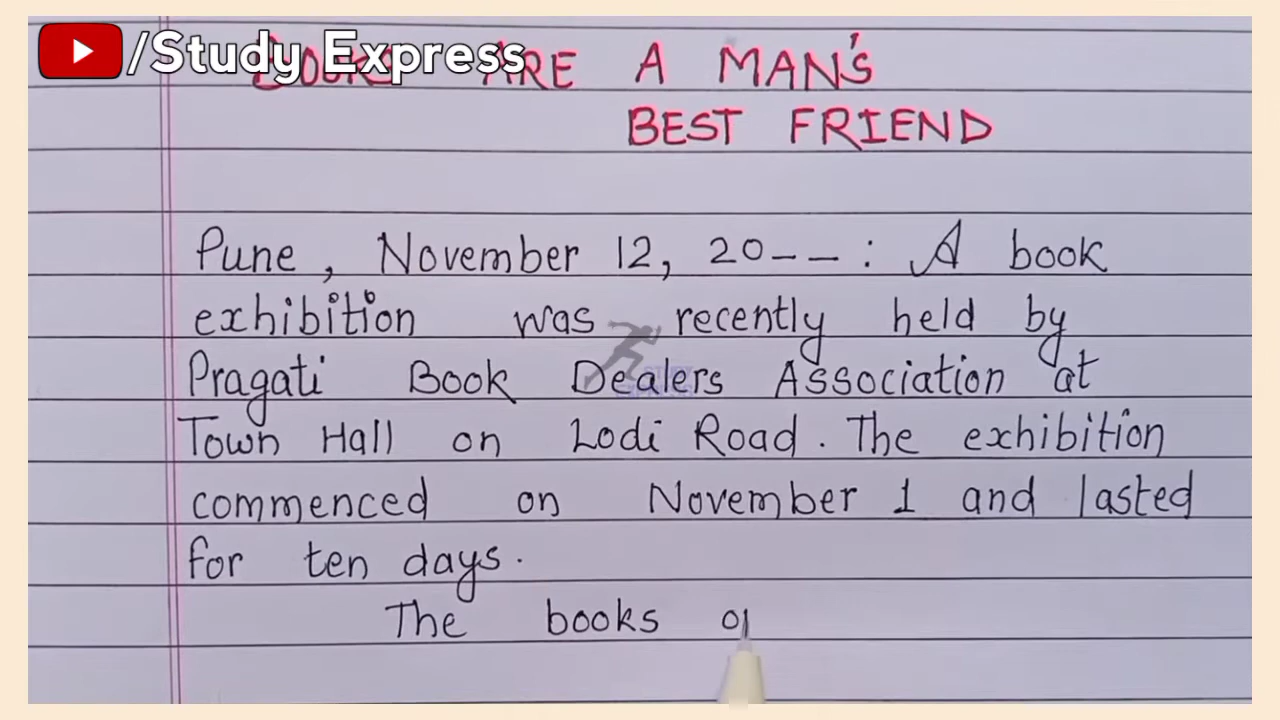 /Study Express
BOOKS ARE A MAN'S
BEST FRIEND
Pune, November 12, 20---: A book
exhibition was recently held by
Pragati Book Dealers Association at
Town Hall on Lodi Road. The exhibition
commenced on November 1 and lasted
for ten days.
The books